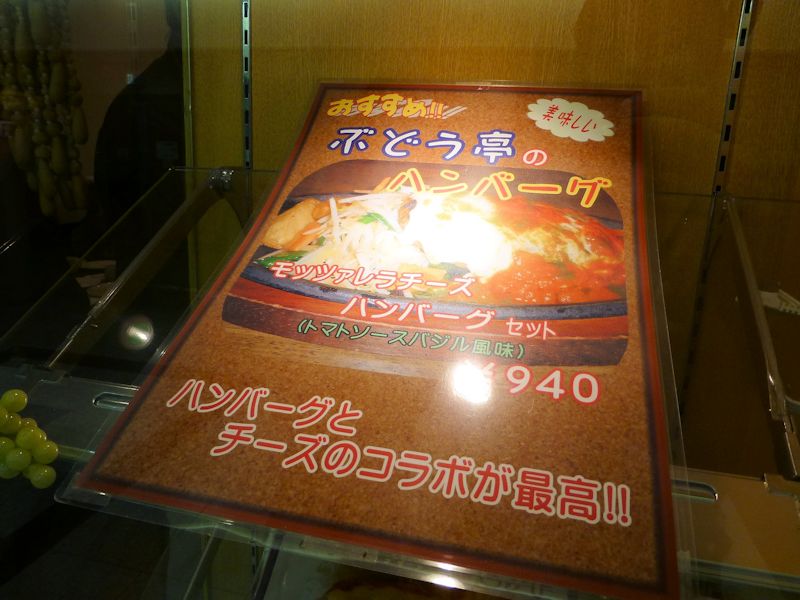 おすすめ!!
美味しい
ぶどう亭の
ハンバーグ
モッツァレラチーズ
ハンバーグ セット
(トマトソースバジル風味)
¥940
ハンバーグと
チーズのコラボが最高!!